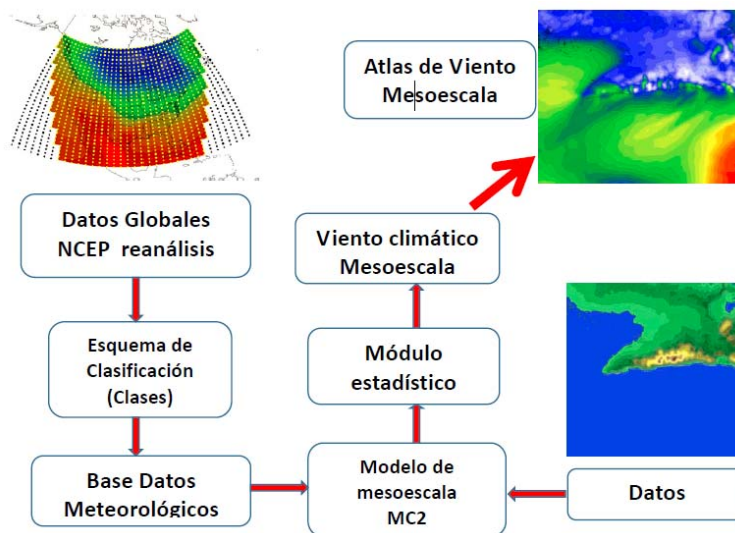 Atlas de Viento
Mesoescala
Datos Globales
NCEP reanálisis
Viento climático
Mesoescala
Esquema de
Clasificación
(Clases)
Módulo
estadístico
Base Datos
Meteorológicos
Modelo de
mesoescala
MC2
Datos